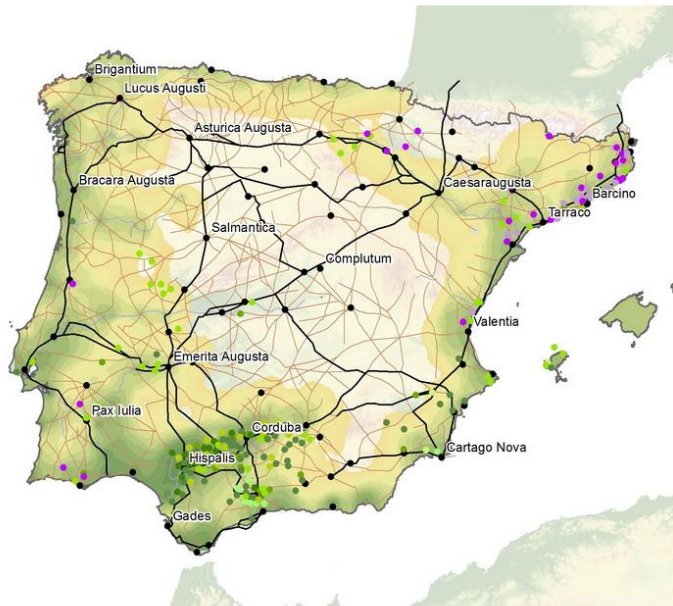 Brigantium
Lucus Augusti
Asturica Augusta
Bracara Augusta
Caesaraugusta
Barcino
Tarraco
Salmantica
Complutum
Valentia
Emerita Augusta
Pax Iulia
Corduba
Cartago Nova
Hispalis
Gades